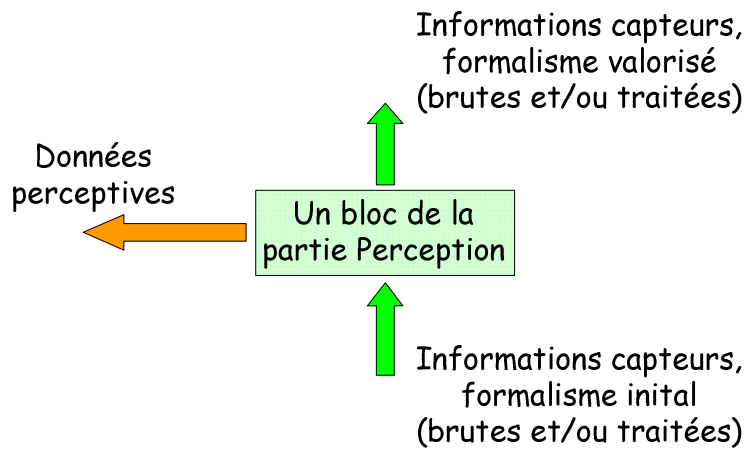 Informations capteurs,
formalisme valorisé
(brutes et/ou traitées)
Données
perceptives
Un bloc de la
partie Perception
Informations capteurs,
formalisme inital
(brutes et/ou traitées)